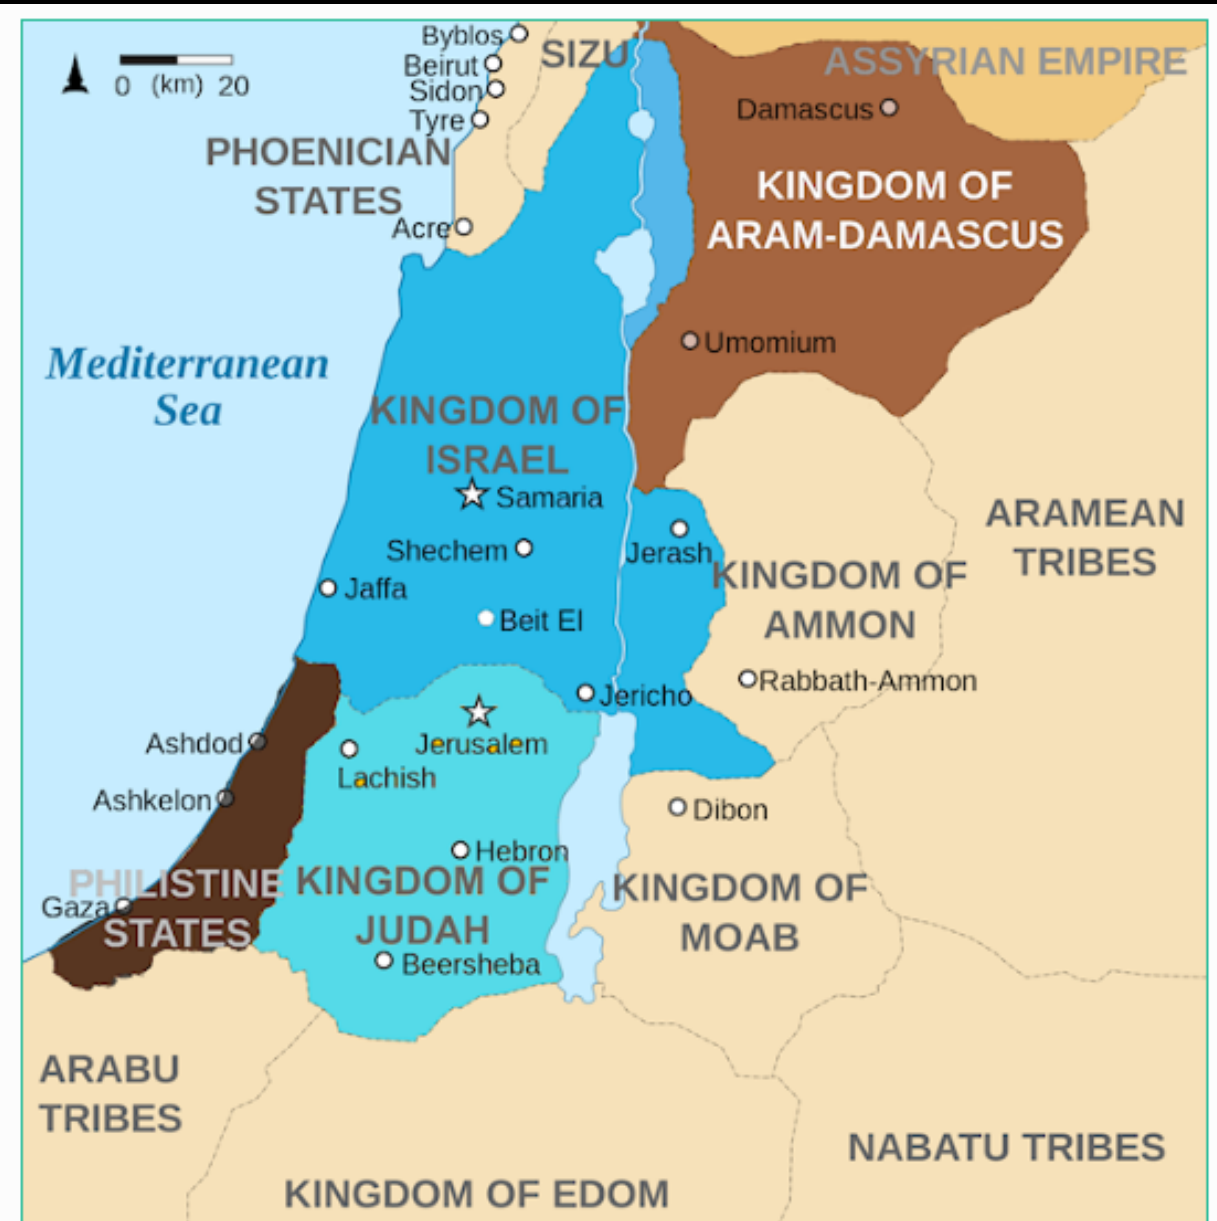 Byblos
SIZU
ASSYRIAN EMPIRE
Beirut
0 (km) 20
Sidon
Damascus
Tyre
PHOENICIAN
STATES
KINGDOM OF
ARAM-DAMASCUS
Acre
Umomium
Mediterranean
Sea
KINGDOM OF
ISRAEL
Samaria
ARAMEAN
TRIBES
Shechem
Jerash
KINGDOM OF
AMMON
Jaffa
Beit El
Rabbath-Ammon
Jericho
Ashdod
Jerusalem
Lachish
Ashkelon
Dibon
Hebron
PHILISTINE
STATES
KINGDOM OF
JUDAH
KINGDOM OF
MOAB
Gaza
Beersheba
ARABU
TRIBES
NABATU TRIBES
KINGDOM OF EDOM